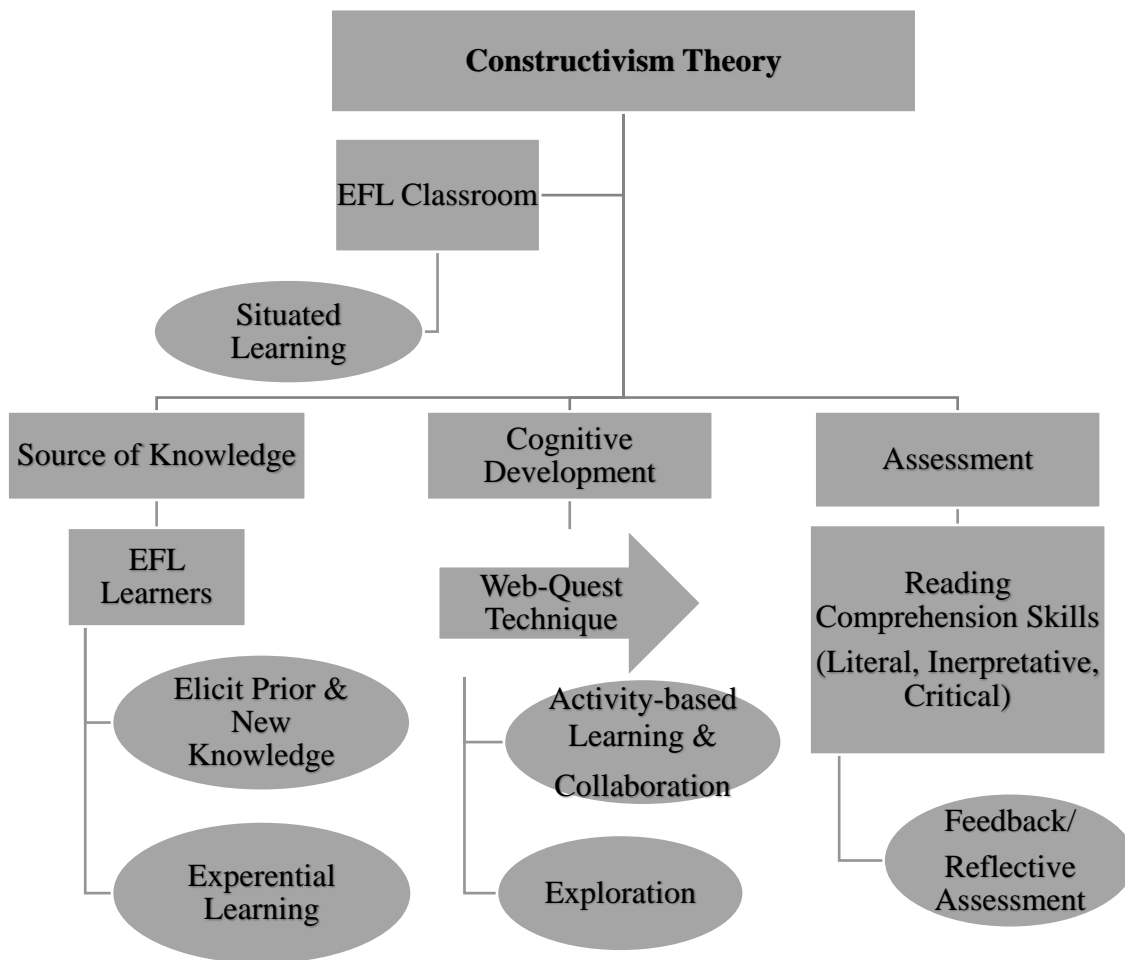 Constructivism Theory
EFL Classroom
Situated
Learning
Source of Knowledge
Cognitive
Development
Assessment
EFL
Learners
Web-Quest
Technique
Reading
Comprehension Skills
(Literal, Inerpretative,
Critical)
Elicit Prior &
New
Knowledge
Activity-based
Learning &
Collaboration
Feedback/
Reflective
Assessment
Experential
Learning
Exploration